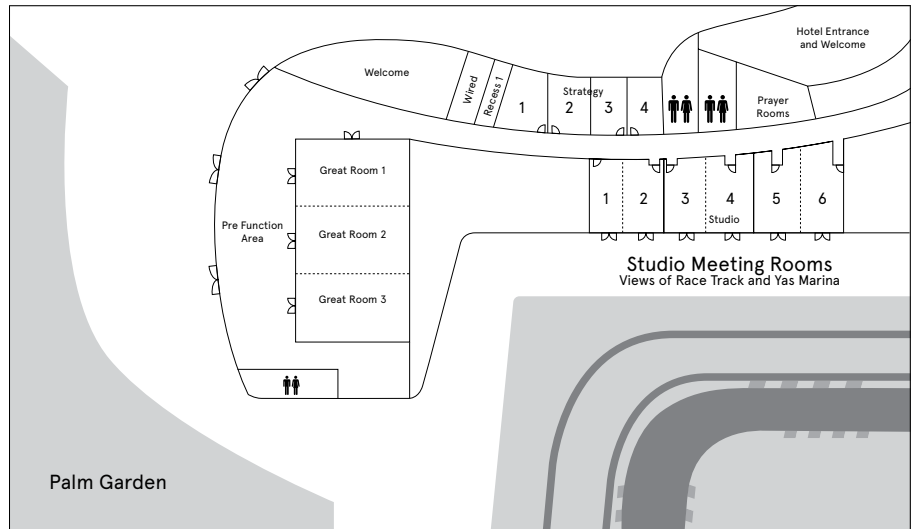 Hotel Entrance
and Welcome
Welcome
Wired
Recess 1
Strategy
1
2
3
4
Prayer
Rooms
Great Room 1
Great Room 2
Great Room 3
Pre Function
Area
1
2
3
4
5
6
Studio
Studio Meeting Rooms
Views of Race Track and Yas Marina
Palm Garden